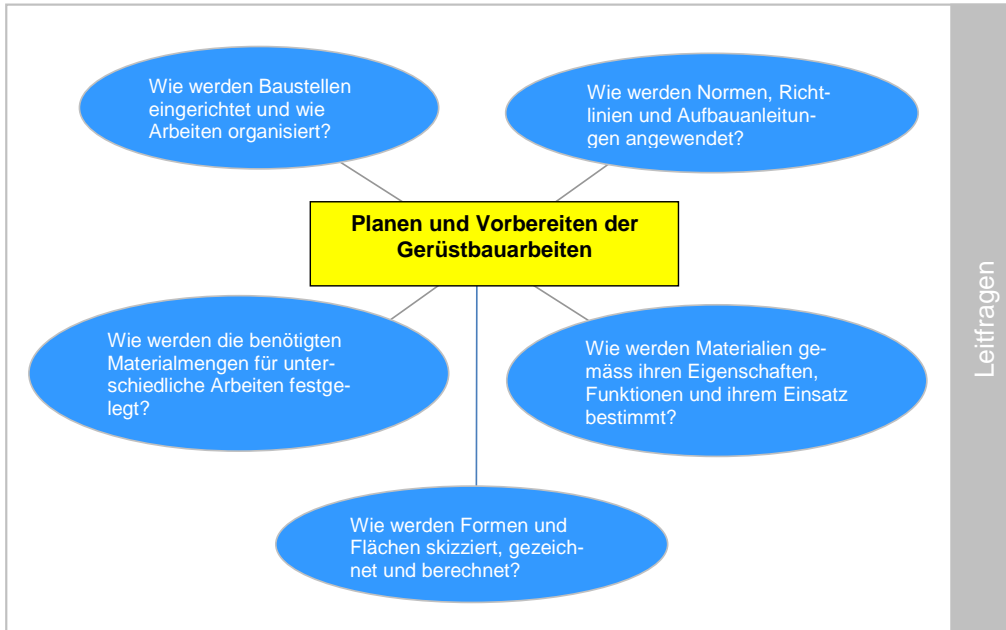 Wie werden Baustellen
eingerichtet und wie
Arbeiten organisiert?
Wie werden Normen, Richt-
linien und Aufbauanleitun-
gen angewendet?
Planen und Vorbereiten der
Gerüstbauarbeiten
Wie werden die benötigten
Materialmengen für unter-
schiedliche Arbeiten festge-
legt?
Wie werden Materialien ge-
mäss ihren Eigenschaften,
Funktionen und ihrem Einsatz
bestimmt?
Wie werden Formen und
Flächen skizziert, gezeich-
net und berechnet?
Leitfragen